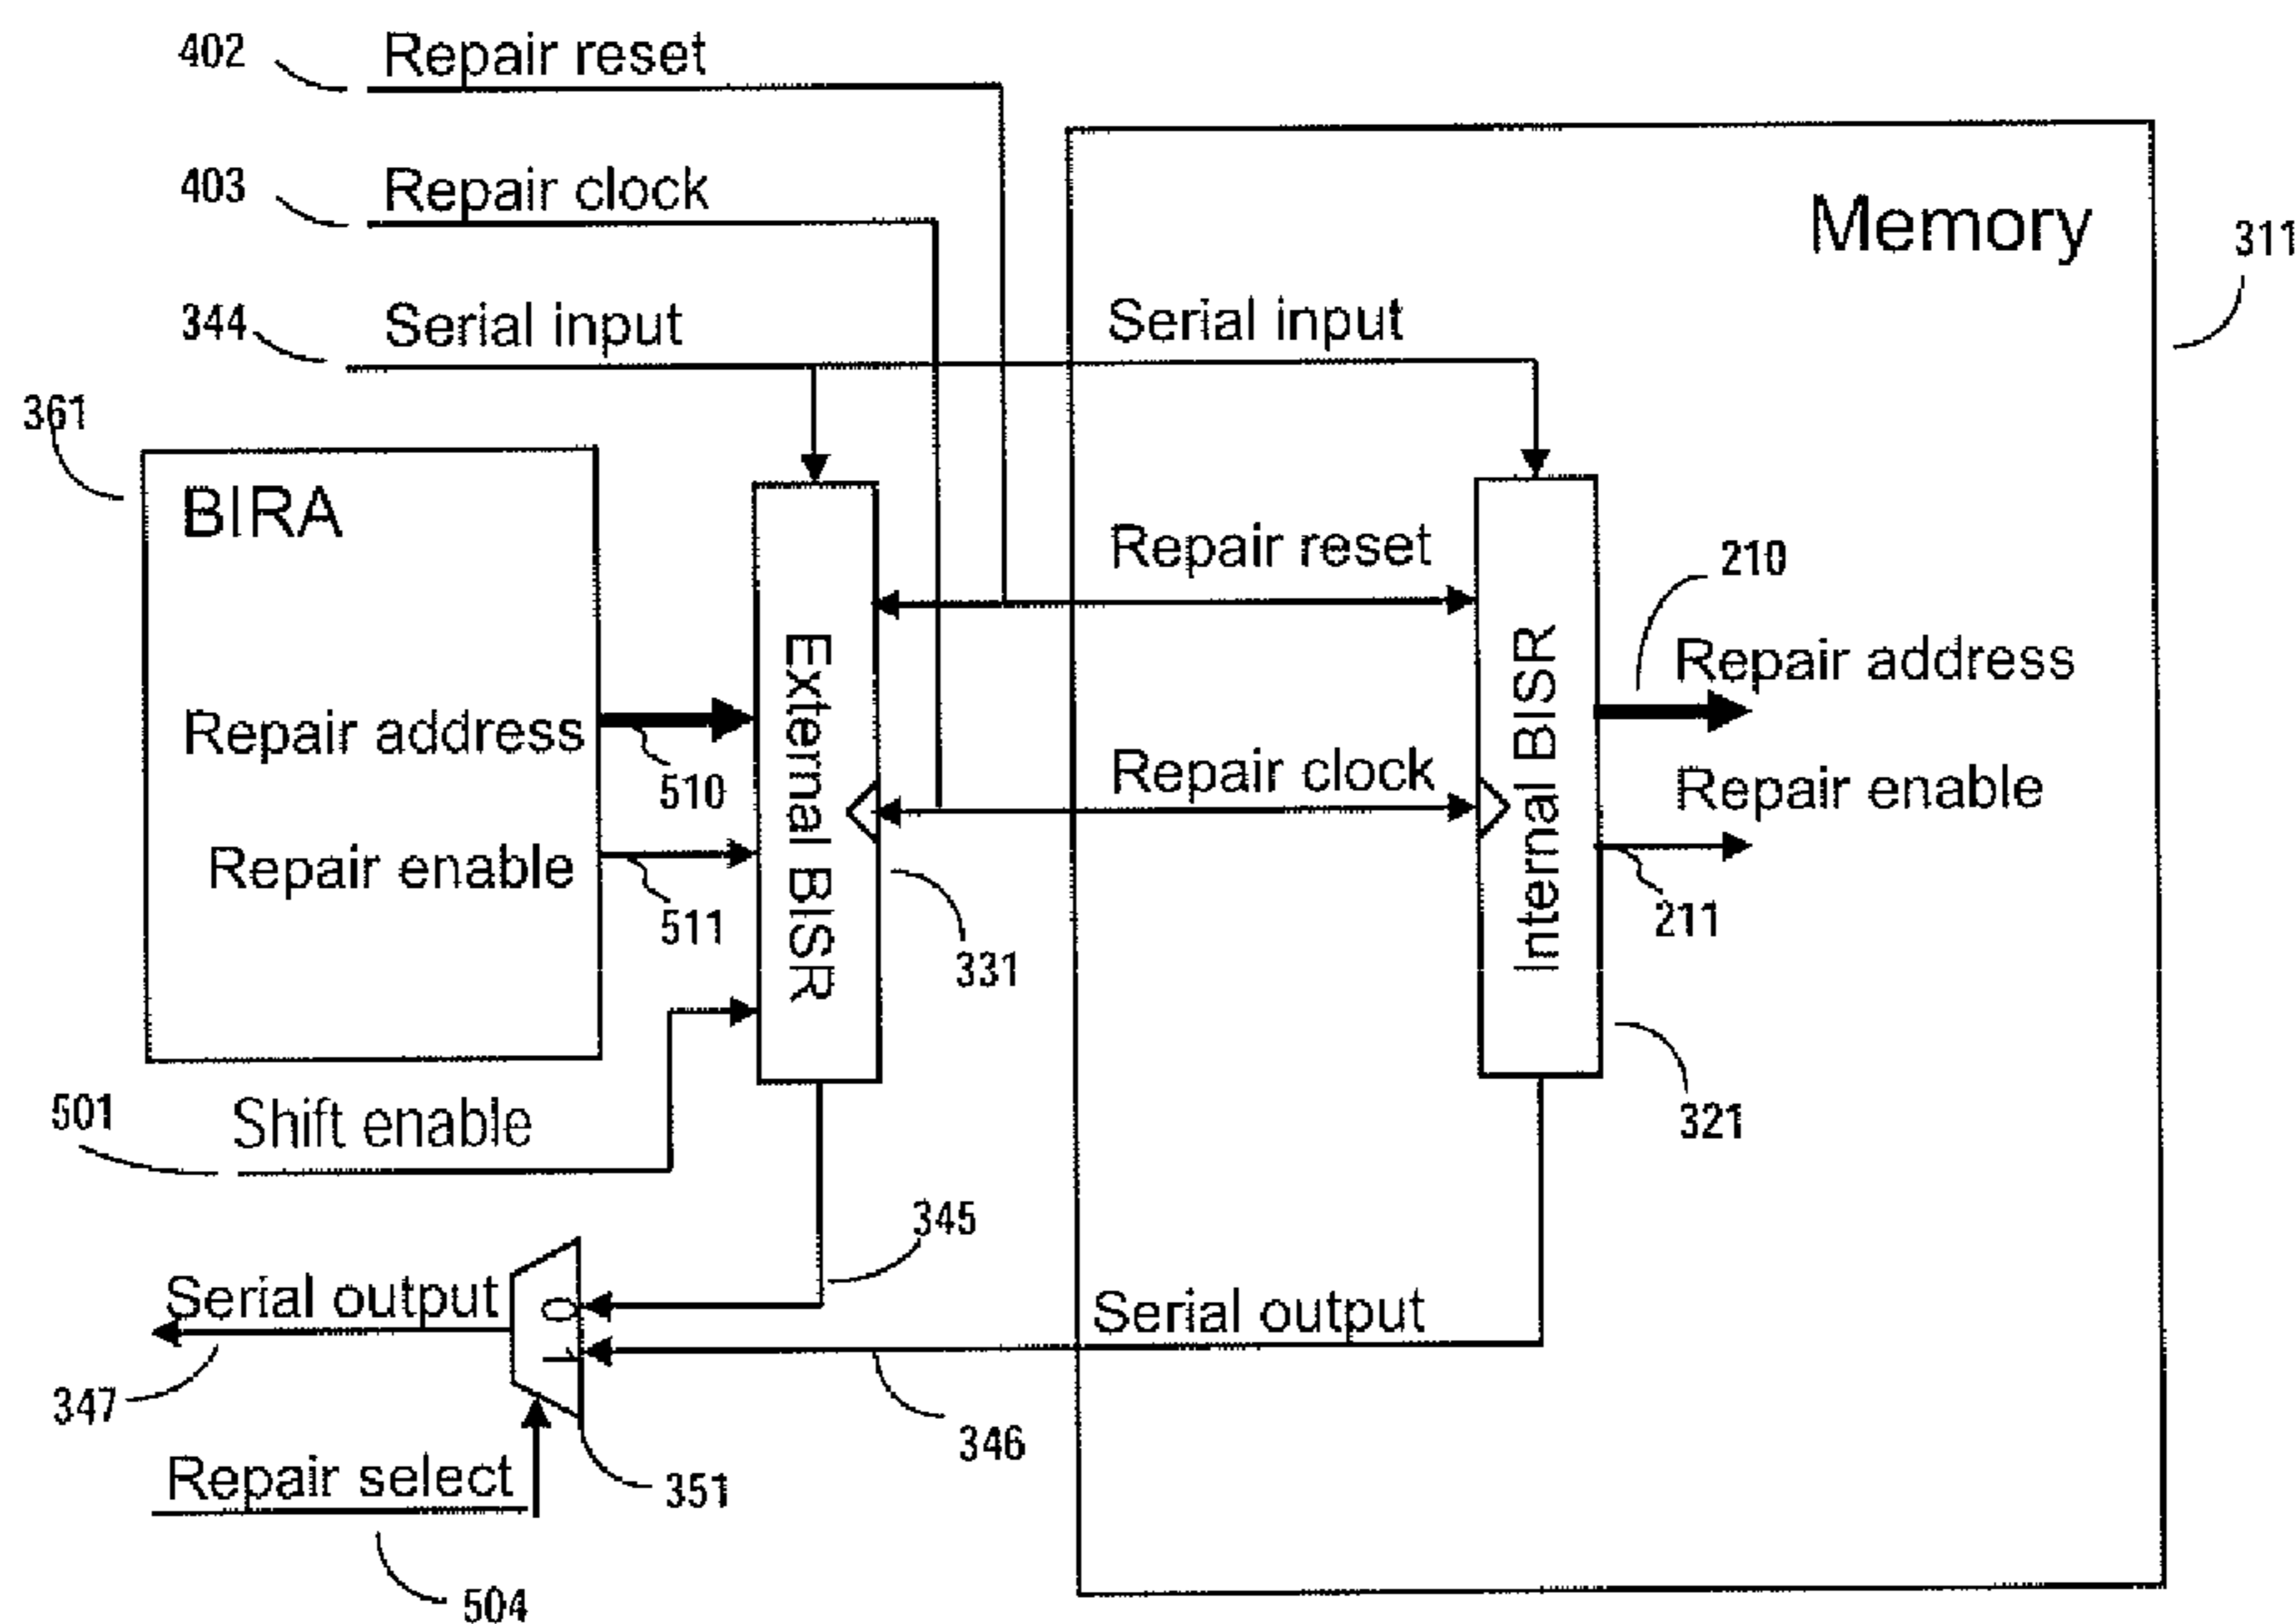 402 Repair reset
403 Repair clock
Memory
311
344 Serial input
Serial input
361
BIRA
Repair reset
210
Repair address
Repair address
510
External BISR
Internal BISR
Repair clock
Repair enable
Repair enable
511
331
211
501 Shift enable
321
345
Serial output
0
1
Serial output
347
346
Repair select
351
504